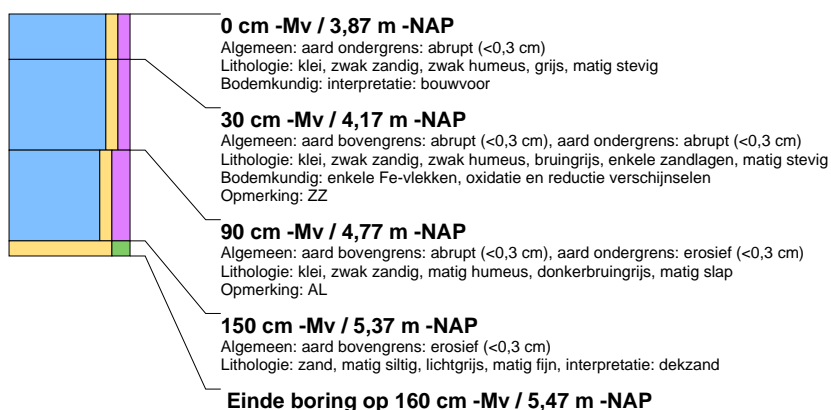 0 cm -Mv / 3,87 m -NAP
Algemeen: aard ondergrens: abrupt (<0,3 cm)
Lithologie: klei, zwak zandig, zwak humeus, grijs, matig stevig
Bodemkundig: interpretatie: bouwvoor
30 cm -Mv / 4,17 m -NAP
Algemeen: aard bovengrens: abrupt (<0,3 cm), aard ondergrens: abrupt (<0,3 cm)
Lithologie: klei, zwak zandig, zwak humeus, bruingrijs, enkele zandlagen, matig stevig
Bodemkundig: enkele Fe-vlekken, oxidatie en reductie verschijnselen
Opmerking: ZZ
90 cm -Mv / 4,77 m -NAP
Algemeen: aard bovengrens: abrupt (<0,3 cm), aard ondergrens: erosief (<0,3 cm)
Lithologie: klei, zwak zandig, matig humeus, donkerbruingrijs, matig slap
Opmerking: AL
150 cm -Mv / 5,37 m -NAP
Algemeen: aard bovengrens: erosief (<0,3 cm)
Lithologie: zand, matig siltig, lichtgrijs, matig fijn, interpretatie: dekzand
Einde boring op 160 cm -Mv / 5,47 m -NAP